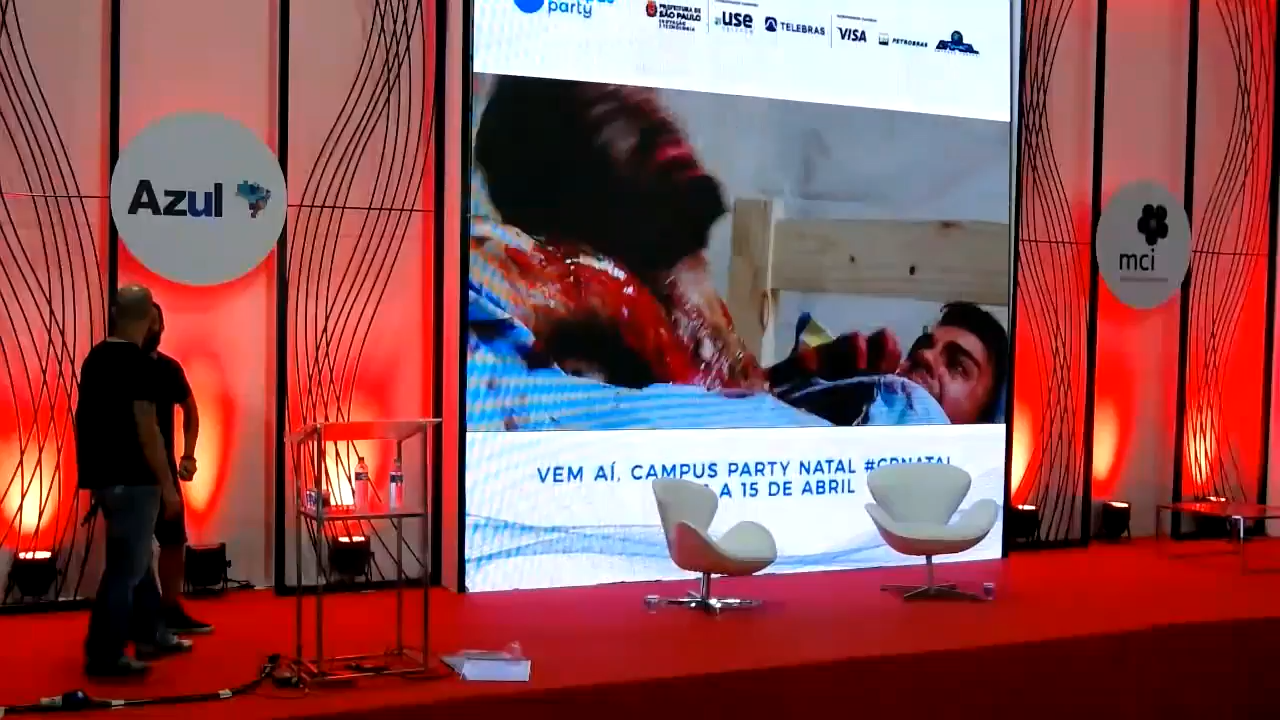 party
PREFEITURA DE
SÃO PAULO
use
TELEBRAS
VISA
PETROBRAS
Azul
mci
VEM AÍ, CAMPUS PARTY NATAL
A 15 DE ABRIL